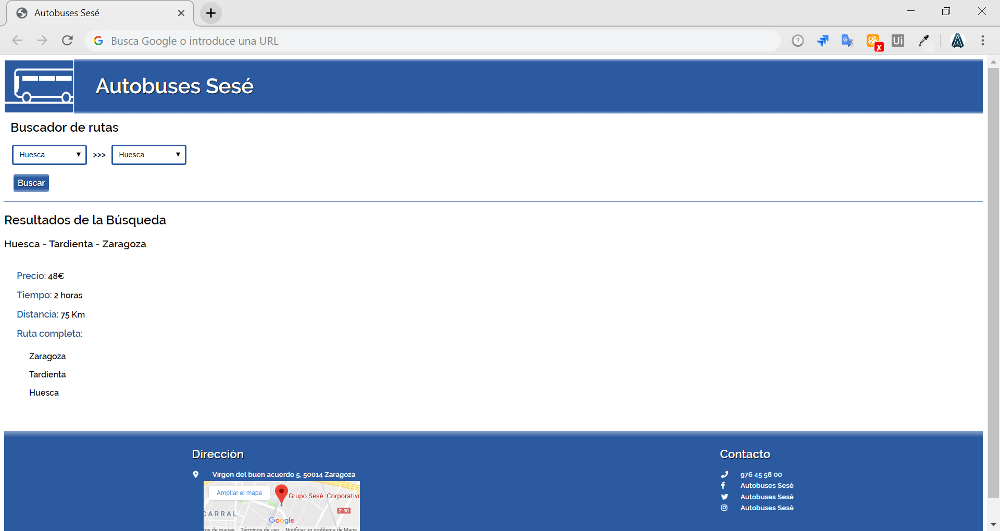 Autobuses Sesé
Busca Google o introduce una URL
Ui
Autobuses Sesé
Buscador de rutas
Huesca >>> Huesca
Buscar
Resultados de la Búsqueda
Huesca - Tardienta - Zaragoza
Precio: 48€
Tiempo: 2 horas
Distancia: 75 Km
Ruta completa:
Zaragoza
Tardienta
Huesca
Dirección
Virgen del buen acuerdo 5, 50014 Zaragoza
Ampliar el mapa
Grupo Sesé. Corporativo
Z-30
CARRAL
Google
tos de mapas Términos de uso Notificar un problema de Maps
Contacto
976 45 58 00
Autobuses Sesé
Autobuses Sesé
Autobuses Sesé